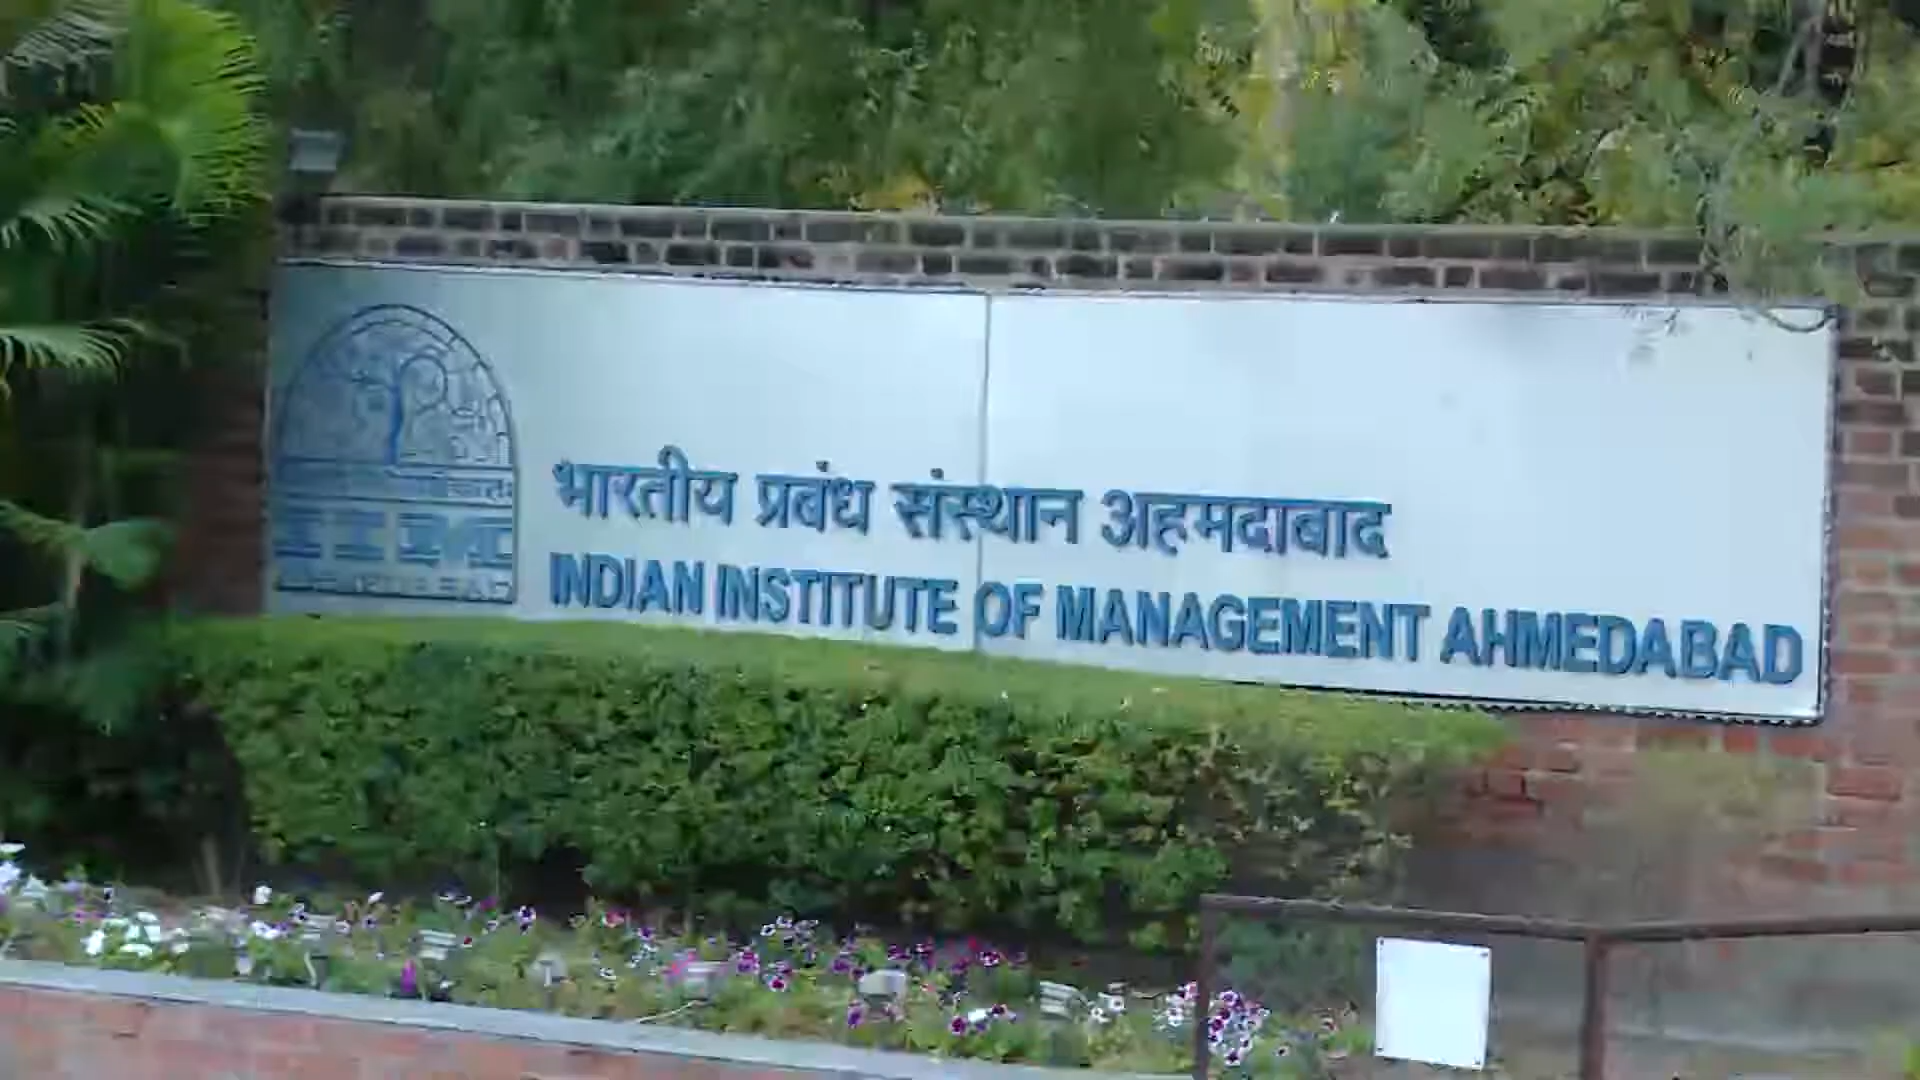 भारतीय प्रबंध संस्थान अहमदाबाद
INDIAN INSTITUTE OF MANAGEMENT AHMEDABAD